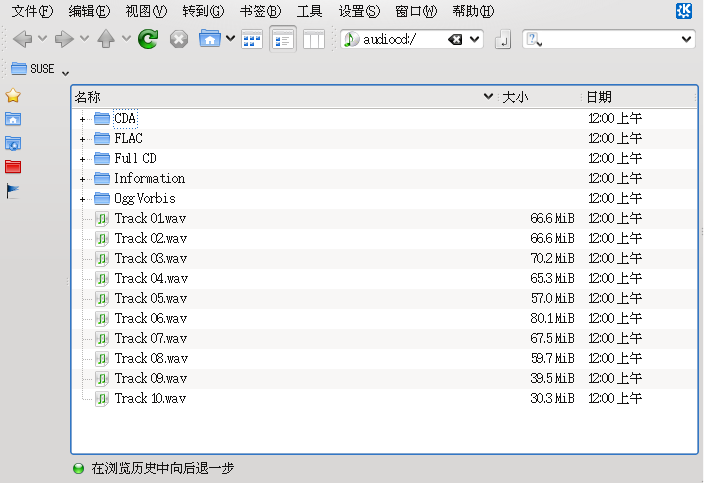 文件(F) 编辑(E) 视图(V) 转到(G) 书签(B) 工具 设置(S) 窗口(W) 帮助(H)
audiocd:/
SUSE
名称 大小 日期
CDA 12:00 上午
FLAC 12:00 上午
Full CD 12:00 上午
Information 12:00 上午
Ogg Vorbis 12:00 上午
Track 01.wav 66.6 MiB 12:00 上午
Track 02.wav 66.6 MiB 12:00 上午
Track 03.wav 70.2 MiB 12:00 上午
Track 04.wav 65.3 MiB 12:00 上午
Track 05.wav 57.0 MiB 12:00 上午
Track 06.wav 80.1 MiB 12:00 上午
Track 07.wav 67.5 MiB 12:00 上午
Track 08.wav 59.7 MiB 12:00 上午
Track 09.wav 39.5 MiB 12:00 上午
Track 10.wav 30.3 MiB 12:00 上午
在浏览历史中向后退一步